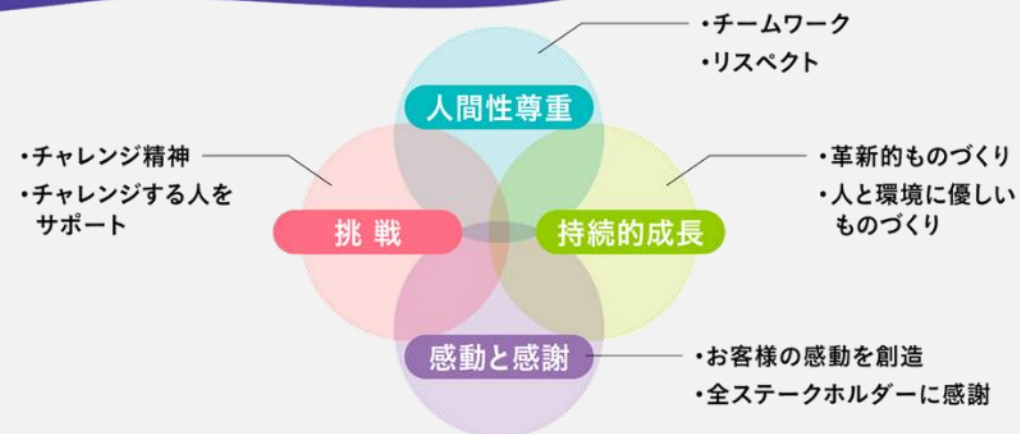 ・チームワーク
・リスペクト
人間性尊重
・チャレンジ精神
・チャレンジする人を
サポート
挑 戦
・革新的ものづくり
・人と環境に優しい
ものづくり
持続的成長
感動と感謝
・お客様の感動を創造
・全ステークホルダーに感謝